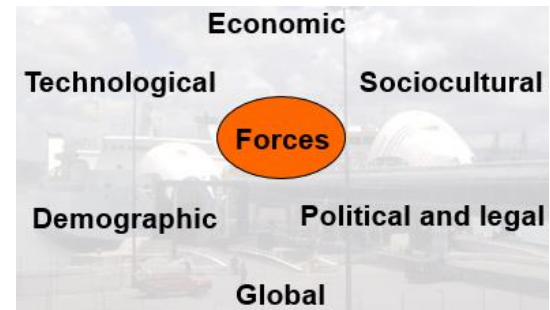 Economic
Technological
Sociocultural
Forces
Demographic
Political and legal
Global